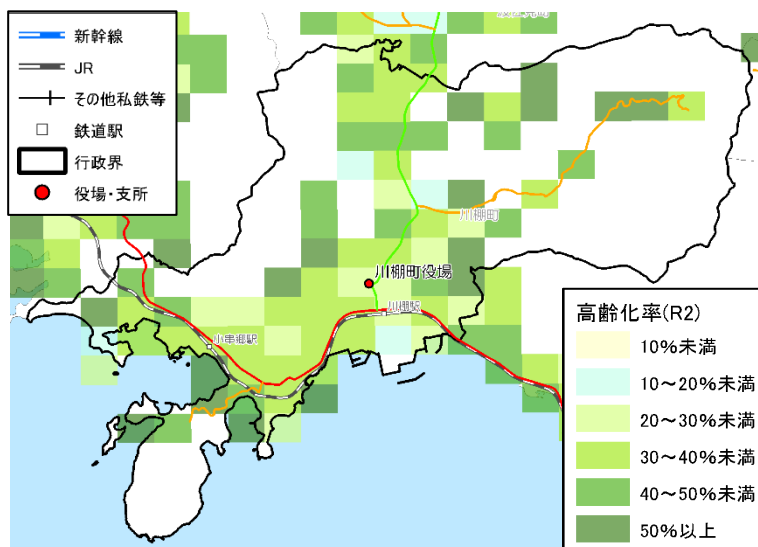 新幹線
JR
その他私鉄等
鉄道駅
行政界
役場・支所
川棚町
川棚町役場
川棚駅
小串郷駅
高齢化率(R2)
10%未満
10～20%未満
20～30%未満
30～40%未満
40～50%未満
50%以上